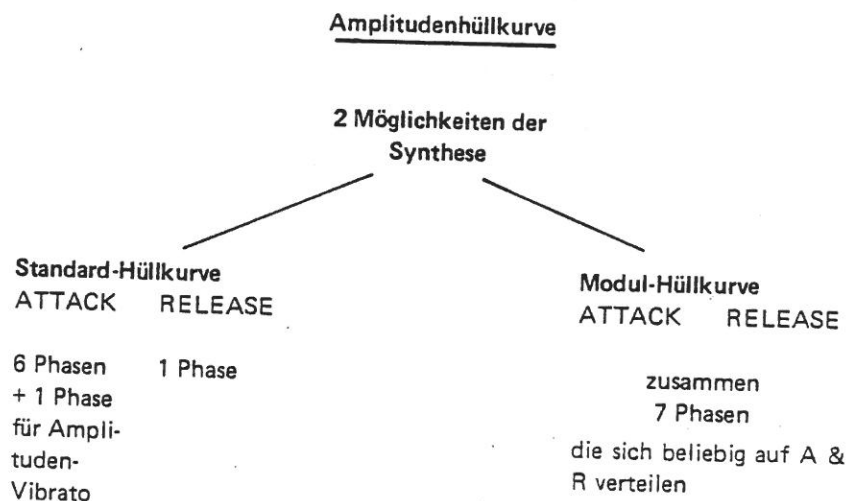 Amplitudenhüllkurve
2 Möglichkeiten der
Synthese
Standard-Hüllkurve
ATTACK RELEASE
6 Phasen 1 Phase
+ 1 Phase
für Ampli-
tuden-
Vibrato
Modul-Hüllkurve
ATTACK RELEASE
zusammen
7 Phasen
die sich beliebig auf A &
R verteilen